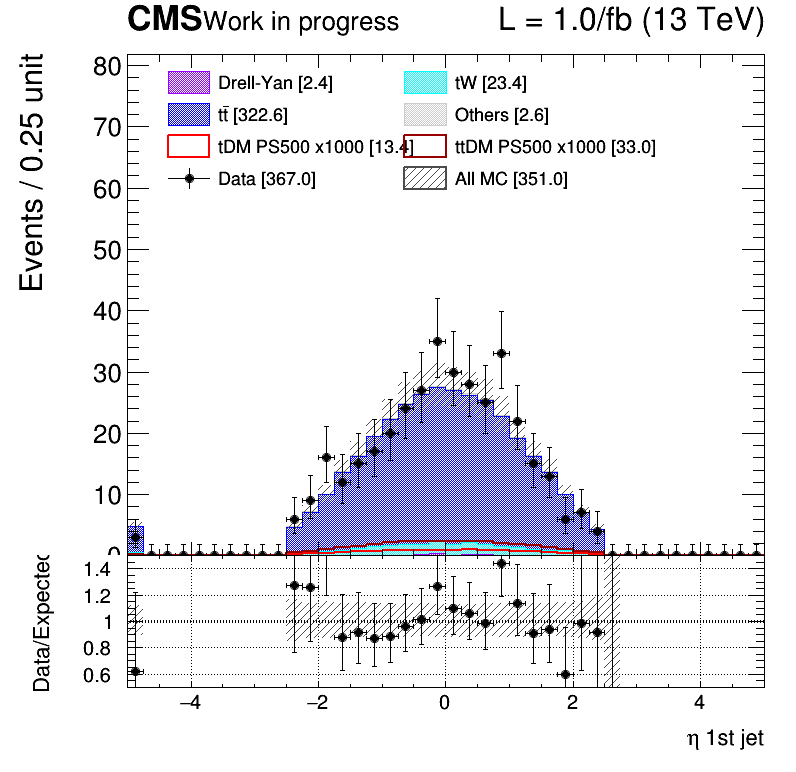 CMS Work in progress L = 1.0/fb (13 TeV)
Events / 0.25 unit
80
70
60
50
40
30
20
10
0
Drell-Yan [2.4] tW [23.4]
tt̄ [322.6] Others [2.6]
tDM PS500 x1000 [13.4] ttDM PS500 x1000 [33.0]
Data [367.0] All MC [351.0]
Data/Expected
1.4
1.2
1
0.8
0.6
−4 −2 0 2 4
η 1st jet